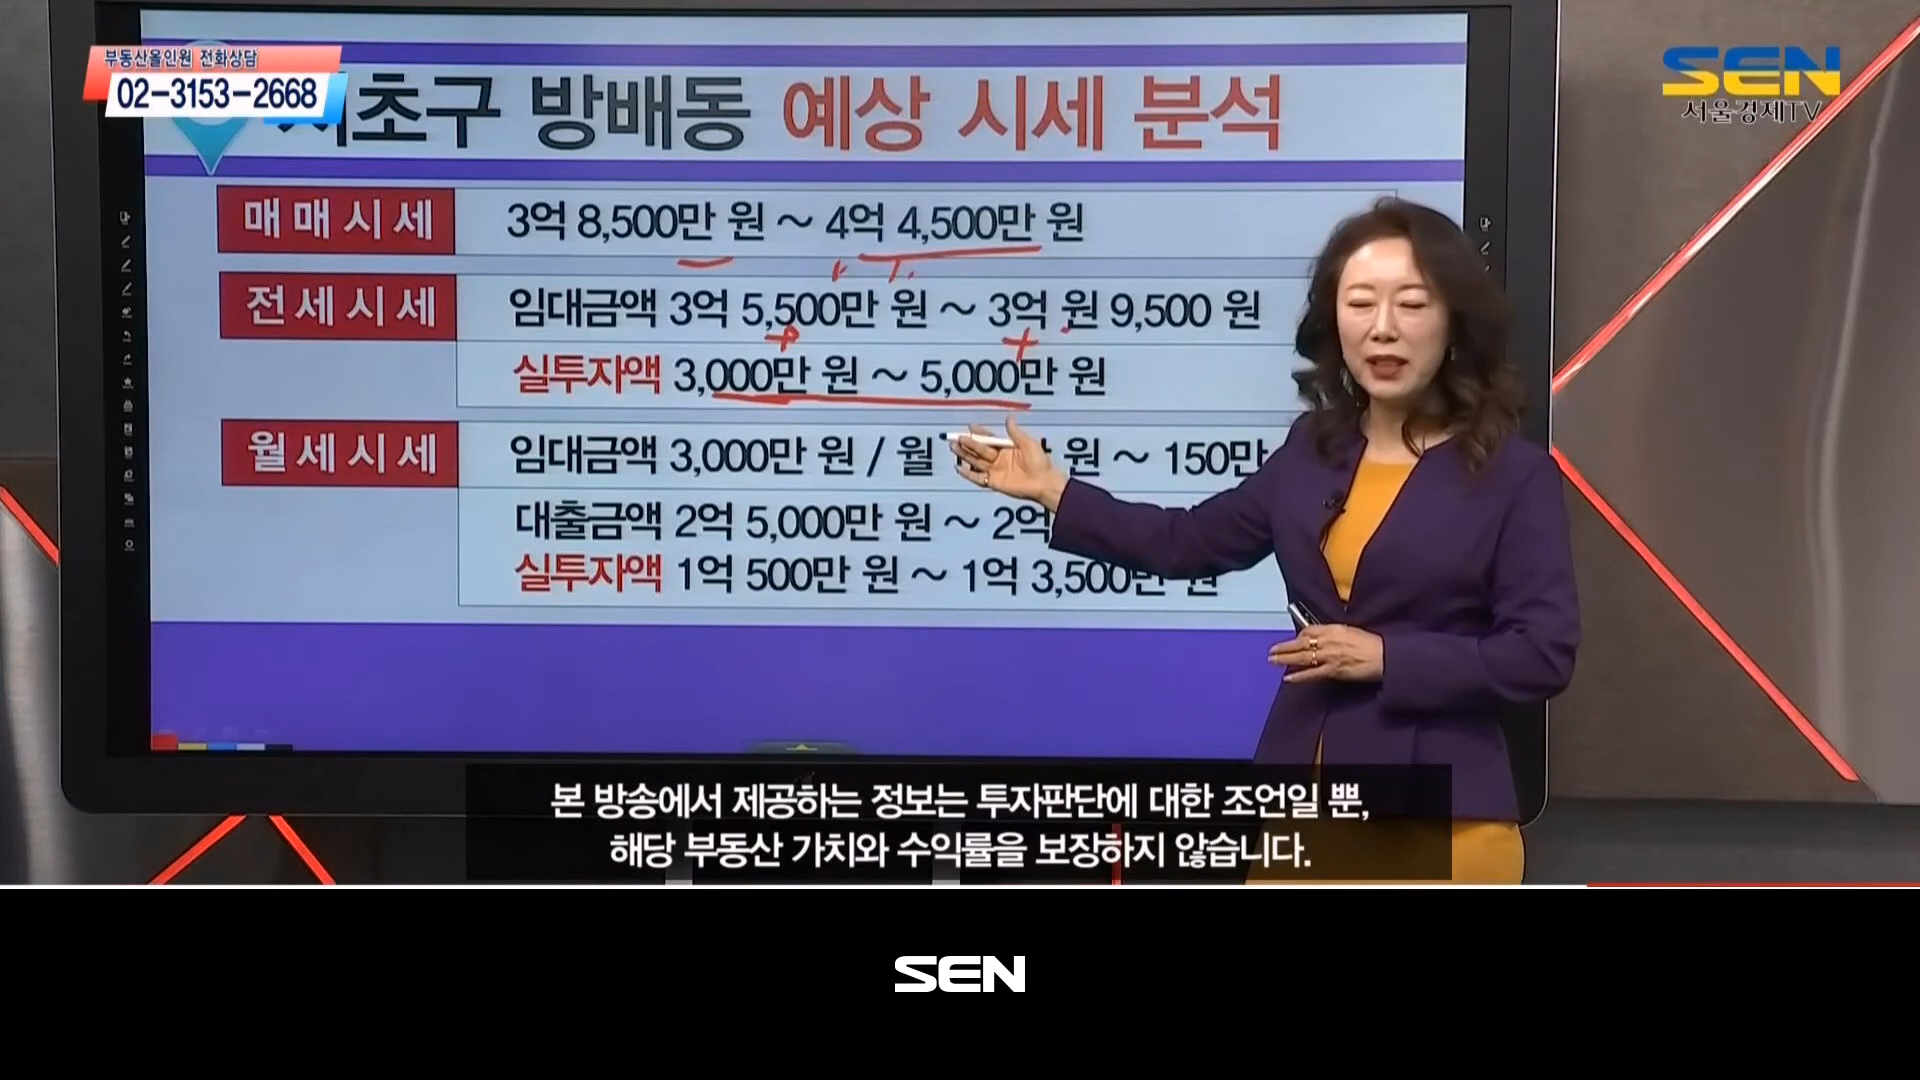 부동산올인원 전화상담
02-3153-2668
SEN
서울경제TV
초구 방배동 예상 시세 분석
매매시세
3억 8,500만 원 ~ 4억 4,500만 원
전세시세
임대금액 3억 5,500만 원 ~ 3억 원 9,500 원
실투자액 3,000만 원 ~ 5,000만 원
월세시세
임대금액 3,000만 원 / 월 원 ~ 150만
대출금액 2억 5,000만 원 ~ 2억
실투자액 1억 500만 원 ~ 1억 3,500만 원
본 방송에서 제공하는 정보는 투자판단에 대한 조언일 뿐,
해당 부동산 가치와 수익률을 보장하지 않습니다.
SEN